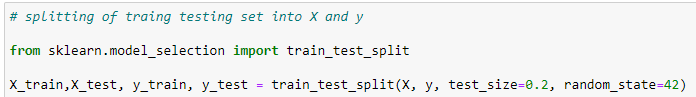 # splitting of traing testing set into X and y
from sklearn.model_selection import train_test_split
X_train,X_test, y_train, y_test = train_test_split(X, y, test_size=0.2, random_state=42)